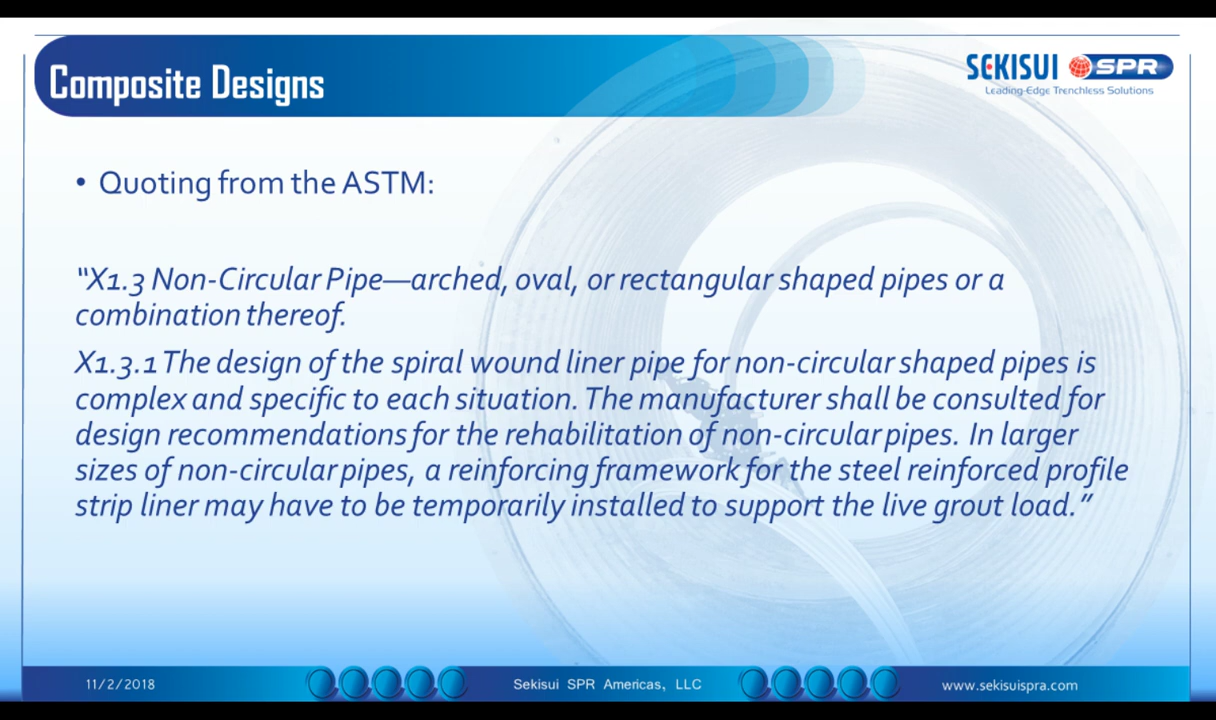 Composite Designs
SEKISUI SPR
Leading-Edge Trenchless Solutions
• Quoting from the ASTM:
“X1.3 Non-Circular Pipe—arched, oval, or rectangular shaped pipes or a
combination thereof.
X1.3.1 The design of the spiral wound liner pipe for non-circular shaped pipes is
complex and specific to each situation. The manufacturer shall be consulted for
design recommendations for the rehabilitation of non-circular pipes. In larger
sizes of non-circular pipes, a reinforcing framework for the steel reinforced profile
strip liner may have to be temporarily installed to support the live grout load.”
11/2/2018
Sekisui SPR Americas, LLC
www.sekisuispra.com